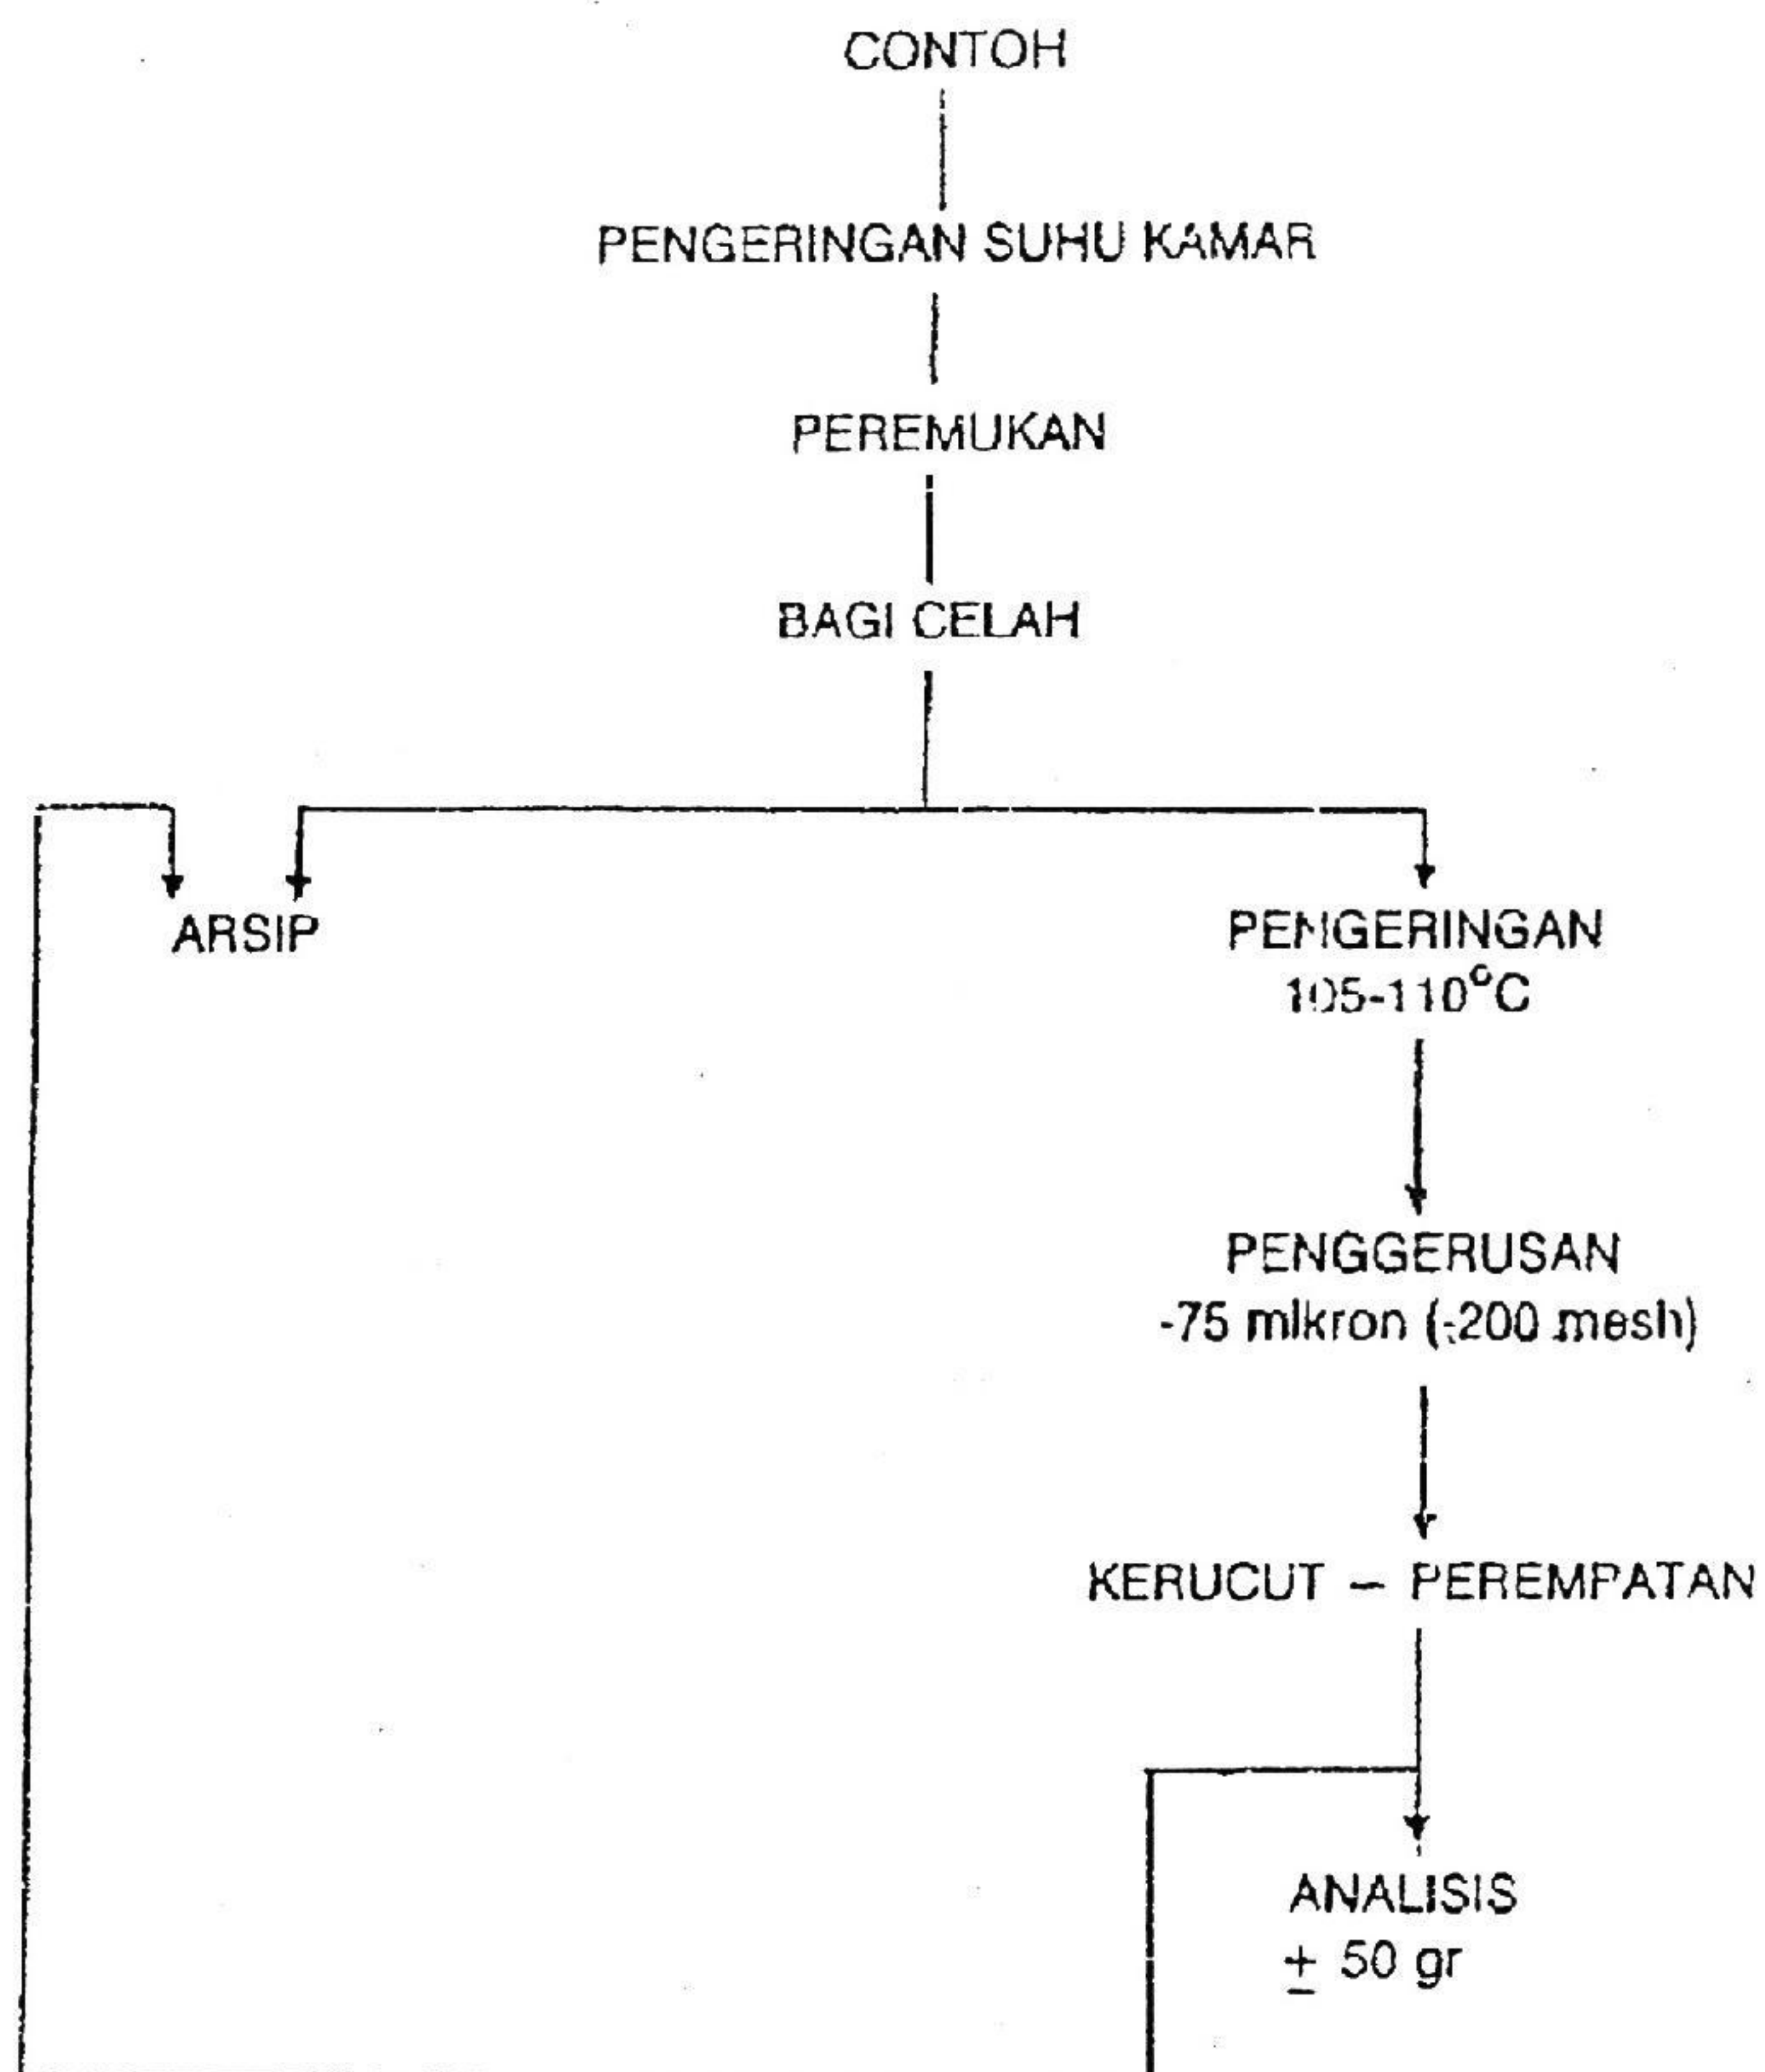 CONTOH
PENGERINGAN SUHU KAMAR
PEREMUKAN
BAGI CELAH
ARSIP
PENGERINGAN
105-110°C
PENGGERUSAN
-75 mikron (-200 mesh)
KERUCUT – PEREMPATAN
ANALISIS
± 50 gr